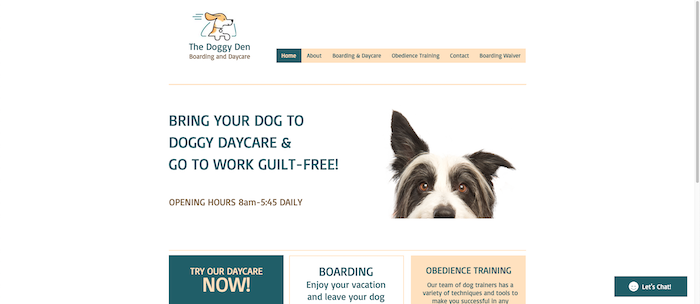 The Doggy Den
Boarding and Daycare
Home About Boarding & Daycare Obedience Training Contact Boarding Waiver
BRING YOUR DOG TO
DOGGY DAYCARE &
GO TO WORK GUILT-FREE!
OPENING HOURS 8am-5:45 DAILY
TRY OUR DAYCARE
NOW!
BOARDING
Enjoy your vacation
and leave your dog
OBEDIENCE TRAINING
Our team of dog trainers has a
variety of techniques and tools to
make you successful in any
Let's Chat!